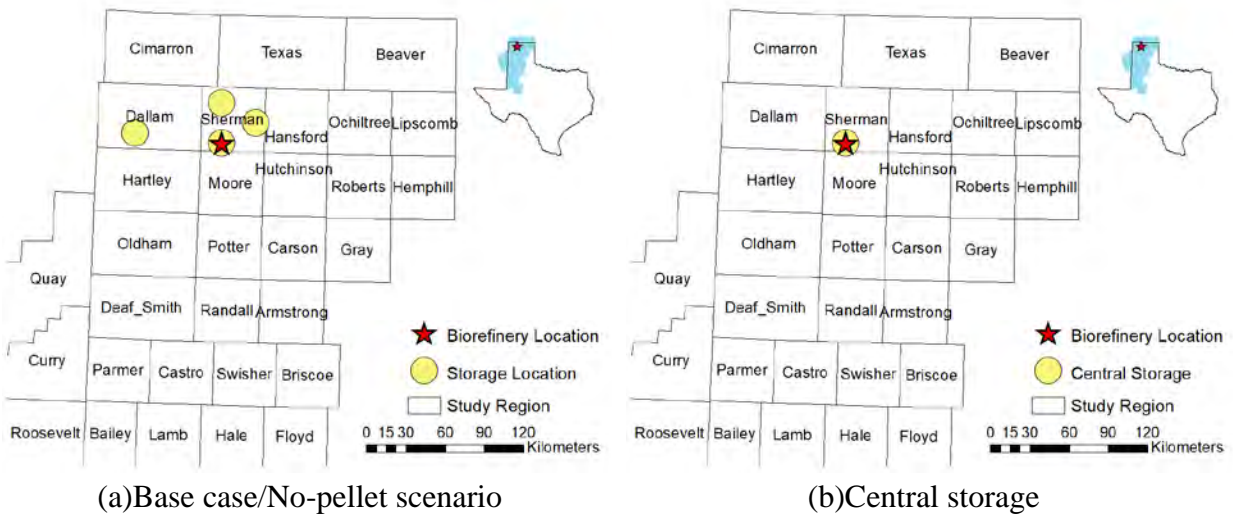 Cimarron Texas Beaver
Dallam Sherman Hansford Ochiltree Lipscomb
Hartley Moore Hutchinson Roberts Hemphill
Oldham Potter Carson Gray
Quay
Deaf_Smith Randall Armstrong
Curry Parmer Castro Swisher Briscoe
Roosevelt Bailey Lamb Hale Floyd
Biorefinery Location
Storage Location
Study Region
0 15 30 60 90 120
Kilometers
(a)Base case/No-pellet scenario
Cimarron Texas Beaver
Dallam Sherman Hansford Ochiltree Lipscomb
Hartley Moore Hutchinson Roberts Hemphill
Oldham Potter Carson Gray
Quay
Deaf_Smith Randall Armstrong
Curry Parmer Castro Swisher Briscoe
Roosevelt Bailey Lamb Hale Floyd
Biorefinery Location
Central Storage
Study Region
0 15 30 60 90 120
Kilometers
(b)Central storage